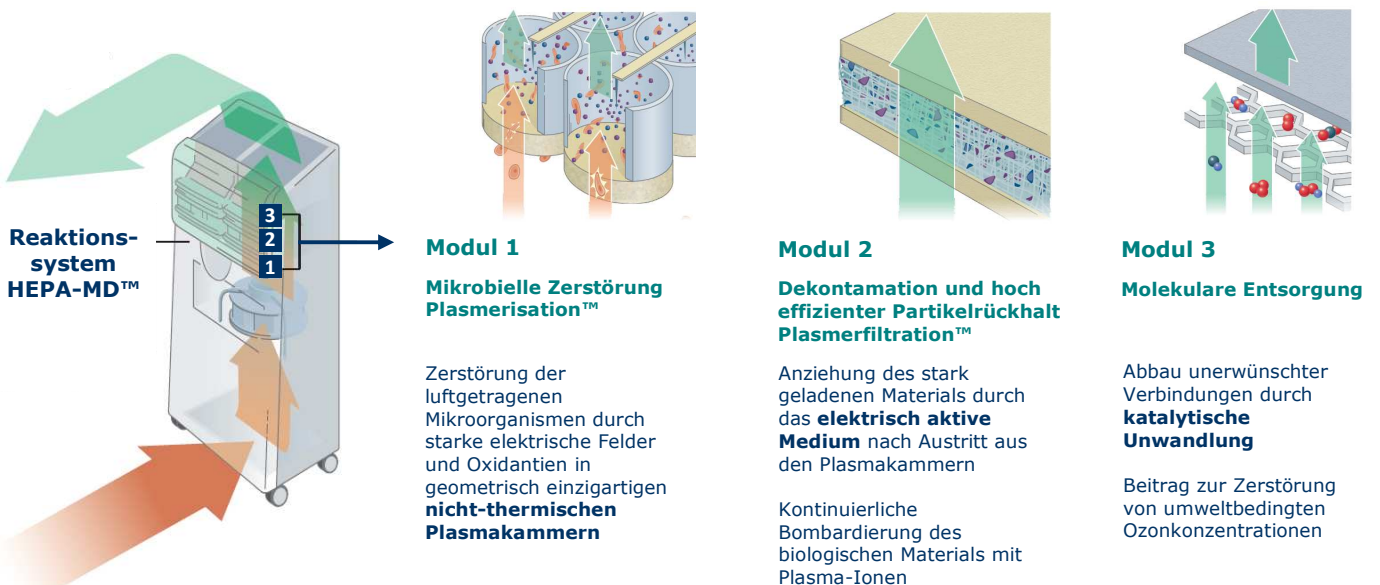 Reaktions-
system
HEPA-MD™
3
2
1
Modul 1
Mikrobielle Zerstörung
Plasmerisation™
Zerstörung der
luftgetragenen
Mikroorganismen durch
starke elektrische Felder
und Oxidantien in
geometrisch einzigartigen
nicht-thermischen
Plasmakammern
Modul 2
Dekontamation und hoch
effizienter Partikelrückhalt
Plasmerfiltration™
Anziehung des stark
geladenen Materials durch
das elektrisch aktive
Medium nach Austritt aus
den Plasmakammern
Kontinuierliche
Bombardierung des
biologischen Materials mit
Plasma-Ionen
Modul 3
Molekulare Entsorgung
Abbau unerwünschter
Verbindungen durch
katalytische
Unwandlung
Beitrag zur Zerstörung
von umweltbedingten
Ozonkonzentrationen